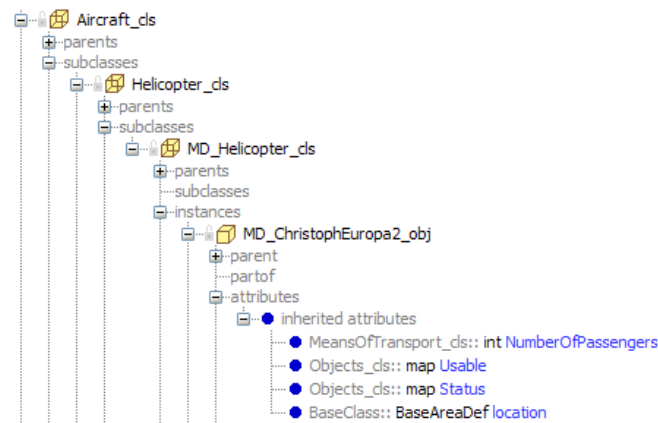 Aircraft_cls
parents
subclasses
Helicopter_cls
parents
subclasses
MD_Helicopter_cls
parents
subclasses
instances
MD_ChristophEuropa2_obj
parent
partof
attributes
inherited attributes
MeansOfTransport_cls:: int NumberOfPassengers
Objects_cls:: map Usable
Objects_cls:: map Status
BaseClass:: BaseAreaDef location